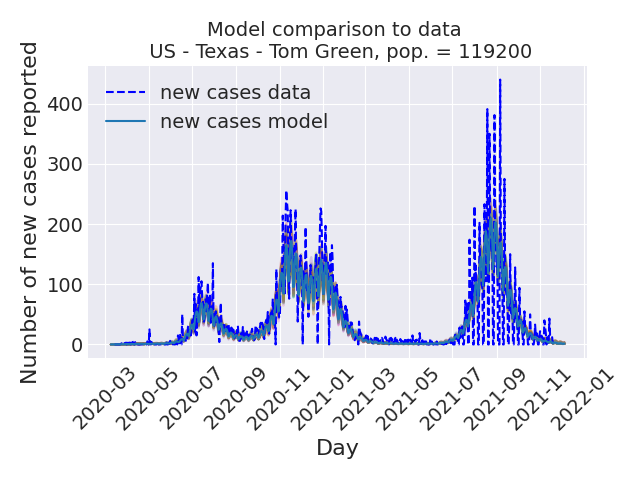 Model comparison to data
US - Texas - Tom Green, pop. = 119200
Number of new cases reported
400
300
200
100
0
new cases data
new cases model
2020-03
2020-05
2020-07
2020-09
2020-11
2021-01
2021-03
2021-05
2021-07
2021-09
2021-11
2022-01
Day